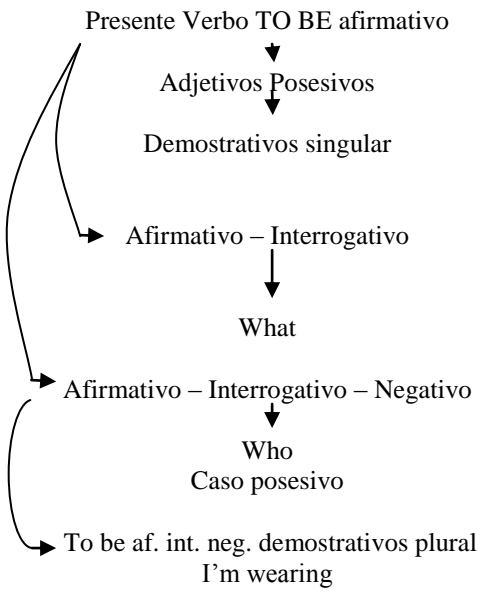 Presente Verbo TO BE afirmativo
Adjetivos Posesivos
Demostrativos singular
Afirmativo – Interrogativo
What
Afirmativo – Interrogativo – Negativo
Who
Caso posesivo
To be af. int. neg. demostrativos plural
I’m wearing